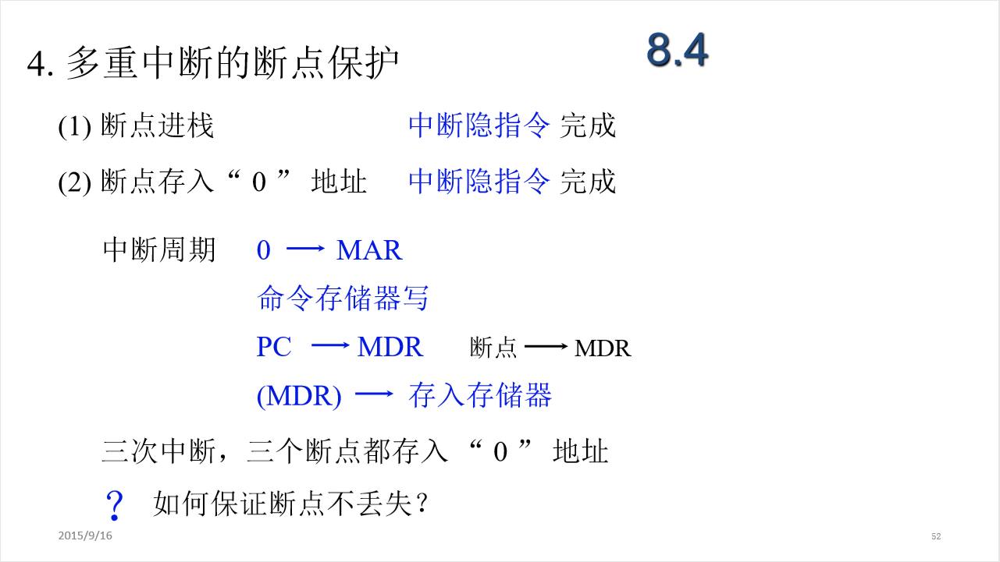 8.4
4. 多重中断的断点保护
(1) 断点进栈 中断隐指令 完成
(2) 断点存入“ 0 ” 地址 中断隐指令 完成
中断周期 0 → MAR
命令存储器写
PC → MDR 断点 → MDR
(MDR) → 存入存储器
三次中断，三个断点都存入 “ 0 ” 地址
？ 如何保证断点不丢失？
2015/9/16 52